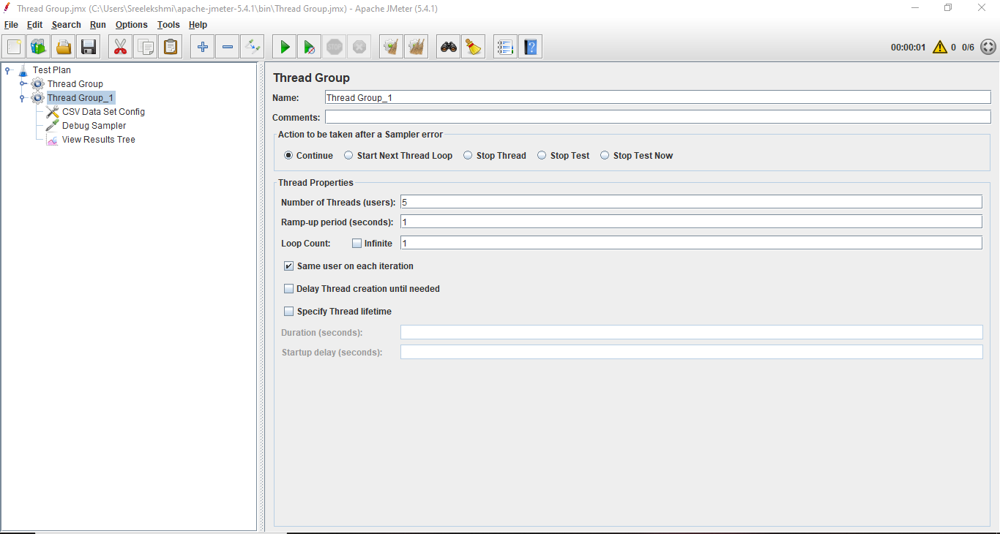 Thread Group.jmx (C:\Users\Sreelekshmi\apache-jmeter-5.4.1\bin\Thread Group.jmx) - Apache JMeter (5.4.1)
File Edit Search Run Options Tools Help
STOP
00:00:01 0 0/6
Test Plan
Thread Group
Thread Group_1
CSV Data Set Config
Debug Sampler
View Results Tree
Thread Group
Name: Thread Group_1
Comments:
Action to be taken after a Sampler error
Continue Start Next Thread Loop Stop Thread Stop Test Stop Test Now
Thread Properties
Number of Threads (users): 5
Ramp-up period (seconds): 1
Loop Count: Infinite 1
Same user on each iteration
Delay Thread creation until needed
Specify Thread lifetime
Duration (seconds):
Startup delay (seconds):